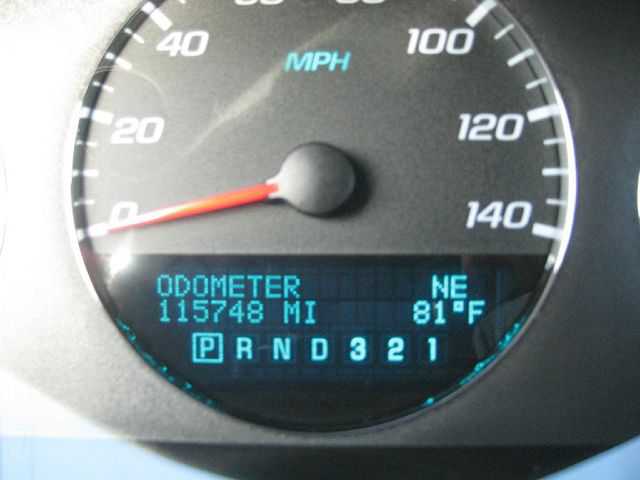 40 100
MPH
20 120
0 140
ODOMETER NE
115748 MI 81°F
P R N D 3 2 1